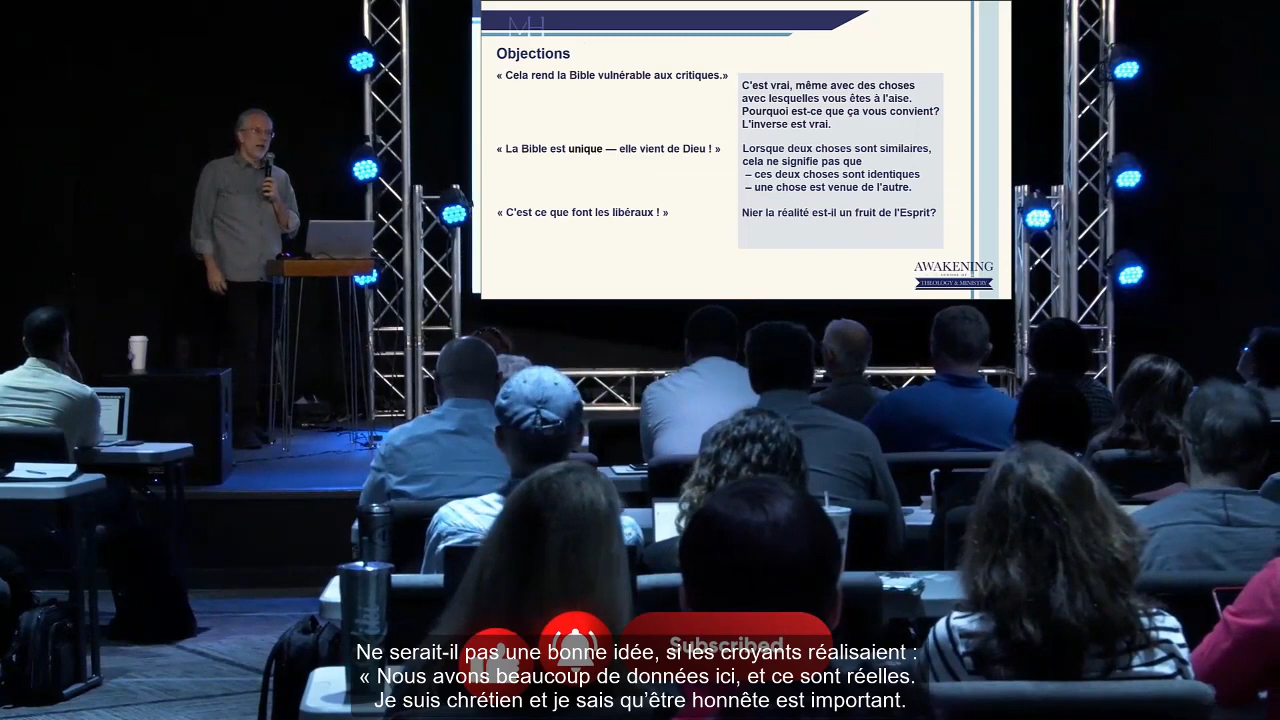 MH
Objections
« Cela rend la Bible vulnérable aux critiques.»
C'est vrai, même avec des choses
avec lesquelles vous êtes à l'aise.
Pourquoi est-ce que ça vous convient?
L'inverse est vrai.
« La Bible est unique — elle vient de Dieu ! »
Lorsque deux choses sont similaires,
cela ne signifie pas que
– ces deux choses sont identiques
– une chose est venue de l'autre.
« C'est ce que font les libéraux ! »
Nier la réalité est-il un fruit de l'Esprit?
AWAKENING
SCHOOL OF
THEOLOGY & MINISTRY
Subscribed
Ne serait-il pas une bonne idée, si les croyants réalisaient :
« Nous avons beaucoup de données ici, et ce sont réelles.
Je suis chrétien et je sais qu'être honnête est important.